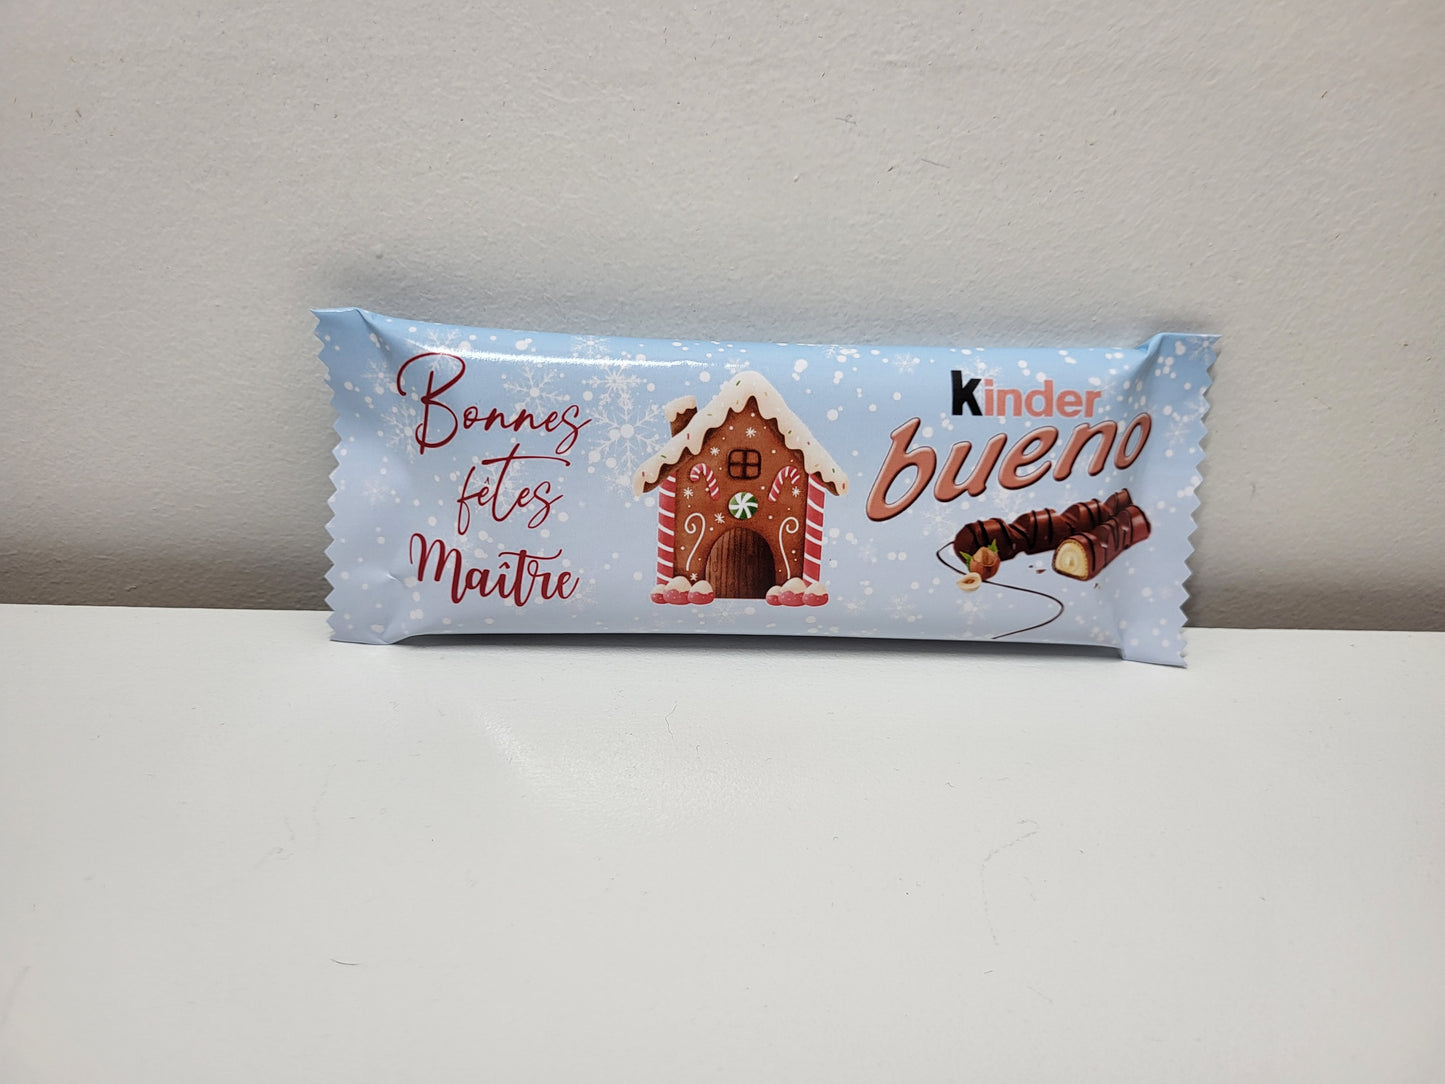 Bonnes
fêtes
Maître
Kinder
bueno